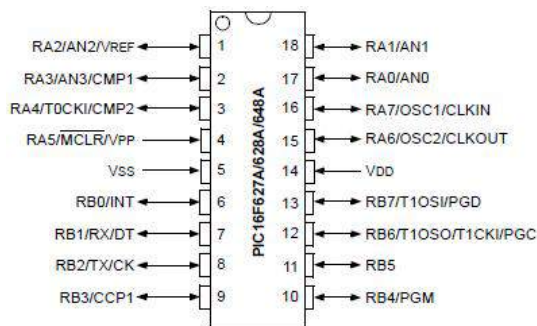 RA2/AN2/VREF 1 18 RA1/AN1
RA3/AN3/CMP1 2 17 RA0/AN0
RA4/T0CKI/CMP2 3 16 RA7/OSC1/CLKIN
RA5/MCLR/VPP 4 15 RA6/OSC2/CLKOUT
VSS 5 14 VDD
RB0/INT 6 13 RB7/T1OSI/PGD
RB1/RX/DT 7 12 RB6/T1OSO/T1CKI/PGC
RB2/TX/CK 8 11 RB5
RB3/CCP1 9 10 RB4/PGM
PIC16F627A/628A/648A